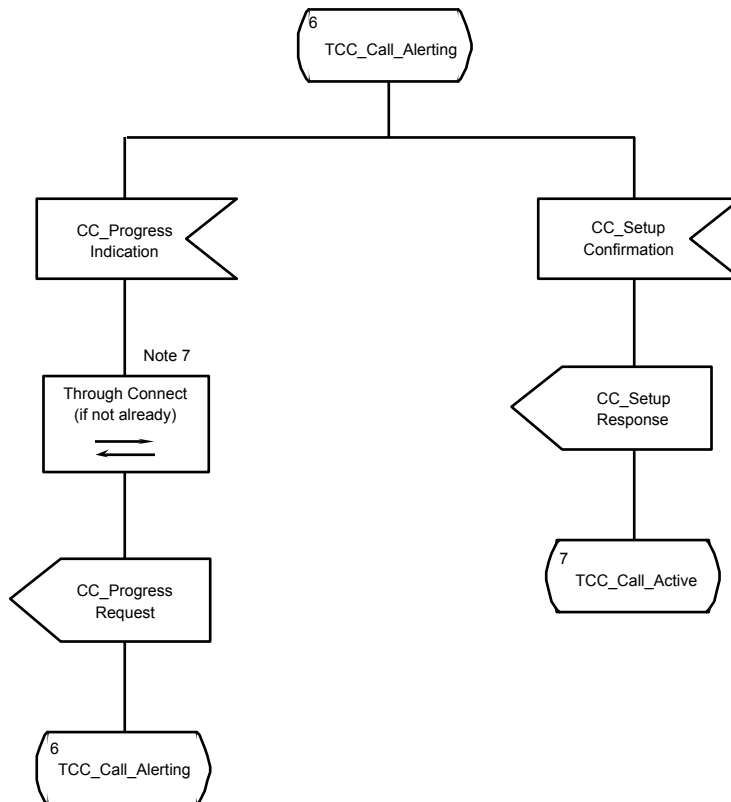 6
TCC_Call_Alerting
CC_Progress
Indication
CC_Setup
Confirmation
Note 7
Through Connect
(if not already)
CC_Setup
Response
CC_Progress
Request
7
TCC_Call_Active
6
TCC_Call_Alerting